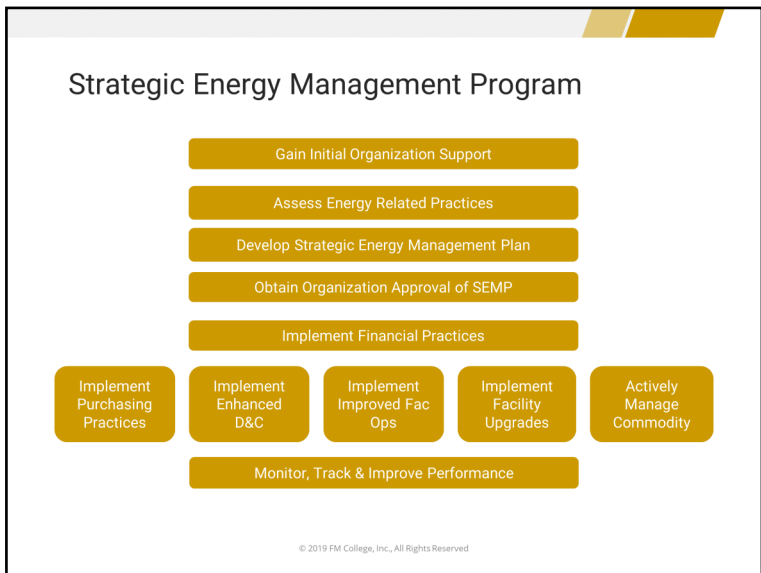 Strategic Energy Management Program
Gain Initial Organization Support
Assess Energy Related Practices
Develop Strategic Energy Management Plan
Obtain Organization Approval of SEMP
Implement Financial Practices
Implement
Purchasing
Practices
Implement
Enhanced
D&C
Implement
Improved Fac
Ops
Implement
Facility
Upgrades
Actively
Manage
Commodity
Monitor, Track & Improve Performance
© 2019 FM College, Inc., All Rights Reserved